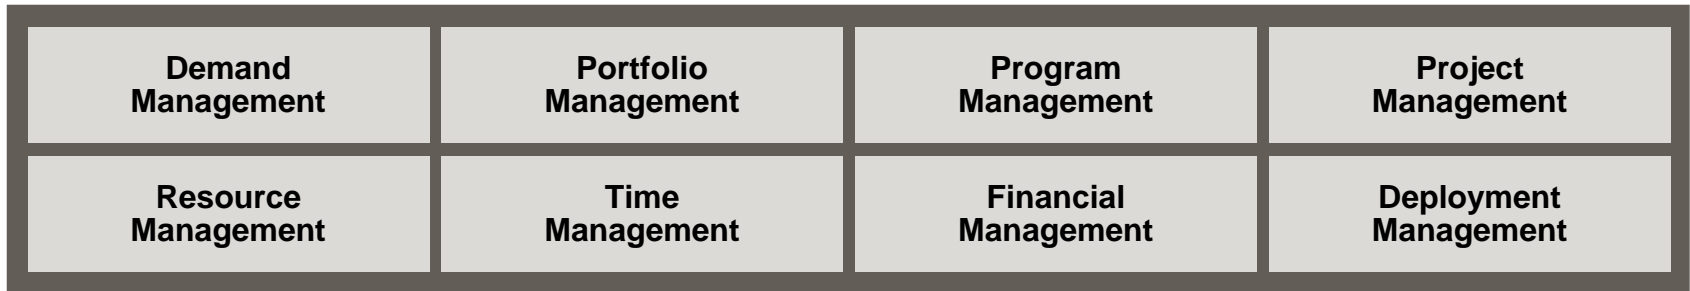 Demand
Management
Portfolio
Management
Program
Management
Project
Management
Resource
Management
Time
Management
Financial
Management
Deployment
Management